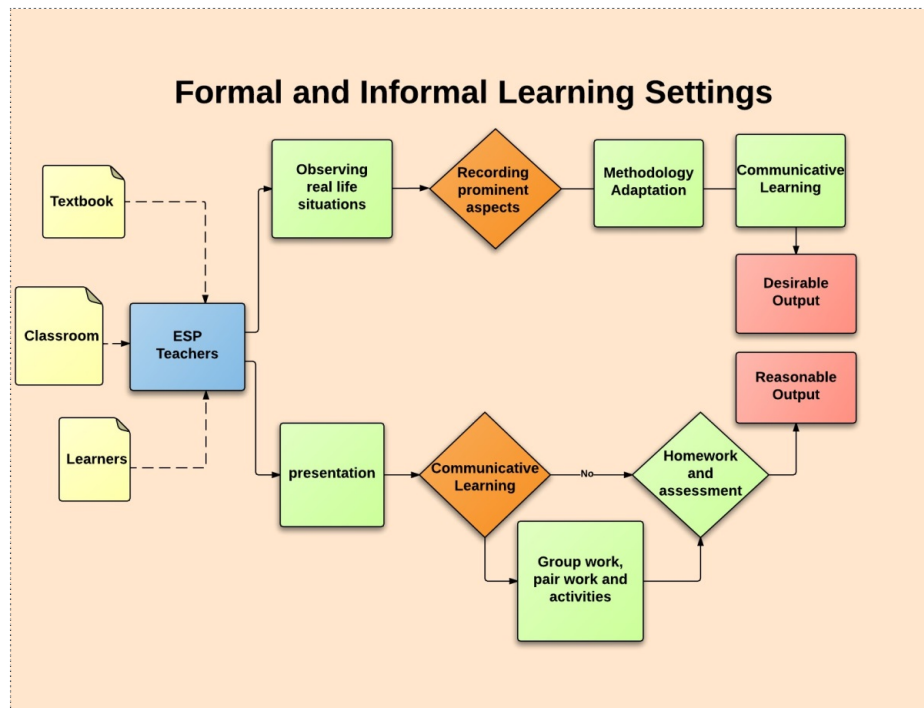 Formal and Informal Learning Settings
Textbook
Classroom
Learners
ESP
Teachers
Observing
real life
situations
Recording
prominent
aspects
Methodology
Adaptation
Communicative
Learning
Desirable
Output
Reasonable
Output
presentation
Communicative
Learning
No
Homework
and
assessment
Group work,
pair work and
activities